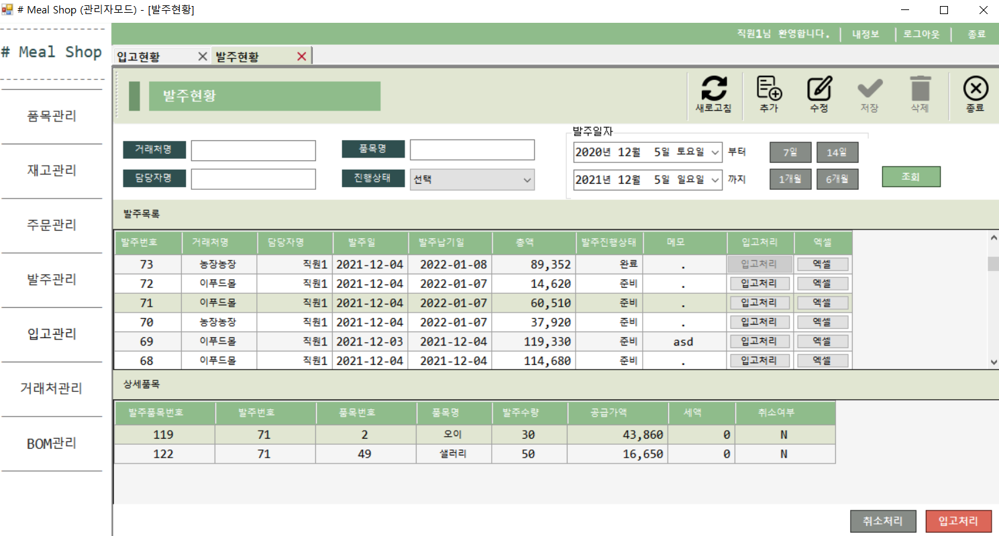 # Meal Shop (관리자모드) - [발주현황]
직원1님 환영합니다. 내정보 로그아웃 종료
# Meal Shop
입고현황 발주현황
발주현황
새로고침 추가 수정 저장 삭제 종료
품목관리
재고관리
주문관리
발주관리
입고관리
거래처관리
BOM관리
발주일자
거래처명 품목명 2020년 12월 5일 토요일 부터 7일 14일
담당자명 진행상태 선택 2021년 12월 5일 일요일 까지 1개월 6개월 조회
발주목록
발주번호 거래처명 담당자명 발주일 발주납기일 총액 발주진행상태 메모 입고처리 엑셀
73 농장농장 직원1 2021-12-04 2022-01-08 89,352 완료 . 입고처리 엑셀
72 이푸드몰 직원1 2021-12-04 2022-01-07 14,620 준비 . 입고처리 엑셀
71 이푸드몰 직원1 2021-12-04 2022-01-07 60,510 준비 . 입고처리 엑셀
70 농장농장 직원1 2021-12-04 2022-01-07 37,920 준비 . 입고처리 엑셀
69 이푸드몰 직원1 2021-12-03 2021-12-04 119,330 준비 asd 입고처리 엑셀
68 이푸드몰 직원1 2021-12-04 2021-12-04 114,680 준비 . 입고처리 엑셀
상세품목
발주품목번호 발주번호 품목번호 품목명 발주수량 공급가액 세액 취소여부
119 71 2 오이 30 43,860 0 N
122 71 49 샐러리 50 16,650 0 N
취소처리 입고처리